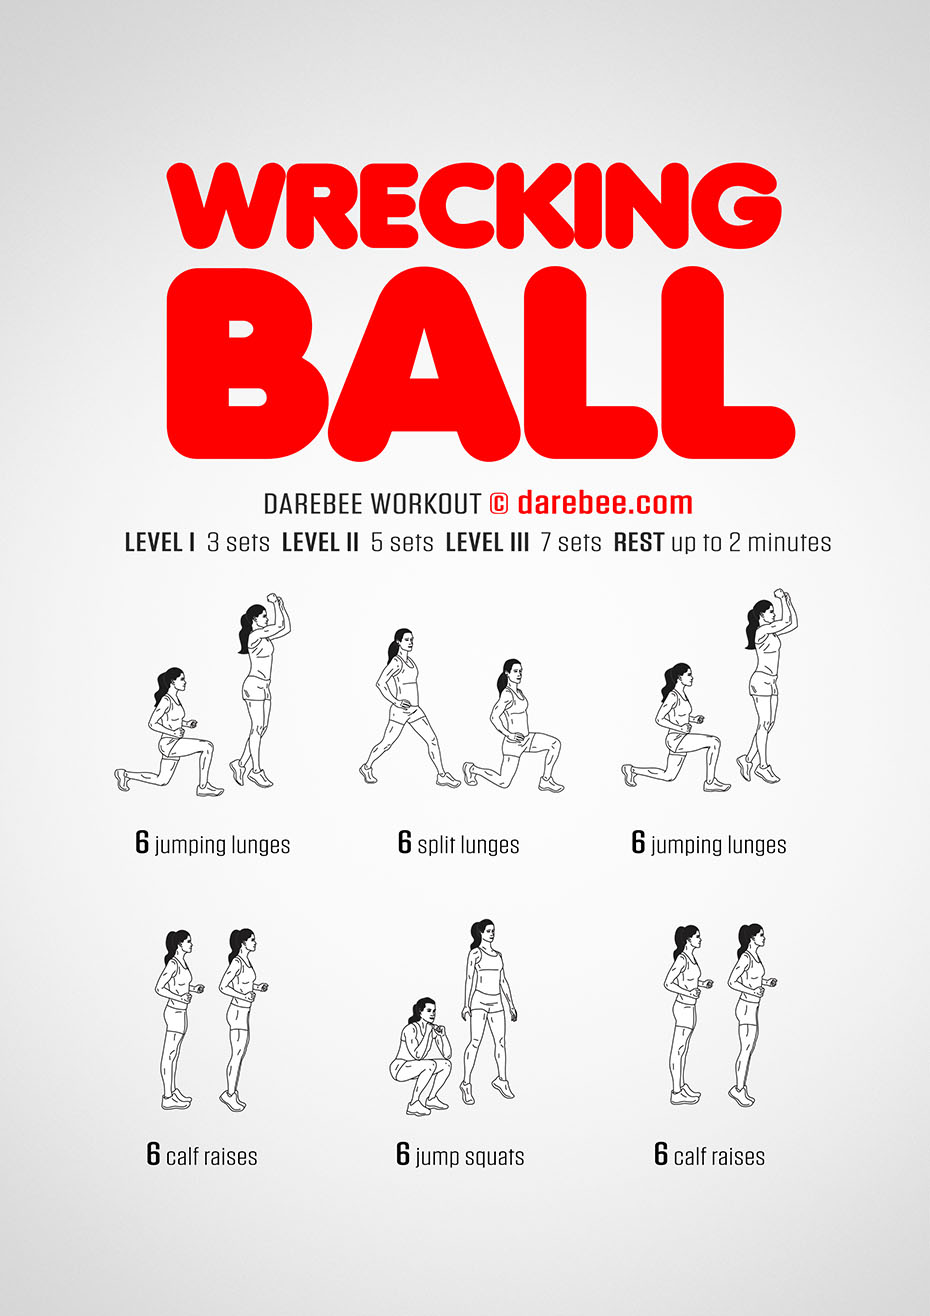 WRECKING
BALL
DAREBEE WORKOUT © darebee.com
LEVEL I 3 sets LEVEL II 5 sets LEVEL III 7 sets REST up to 2 minutes
6 jumping lunges
6 split lunges
6 jumping lunges
6 calf raises
6 jump squats
6 calf raises